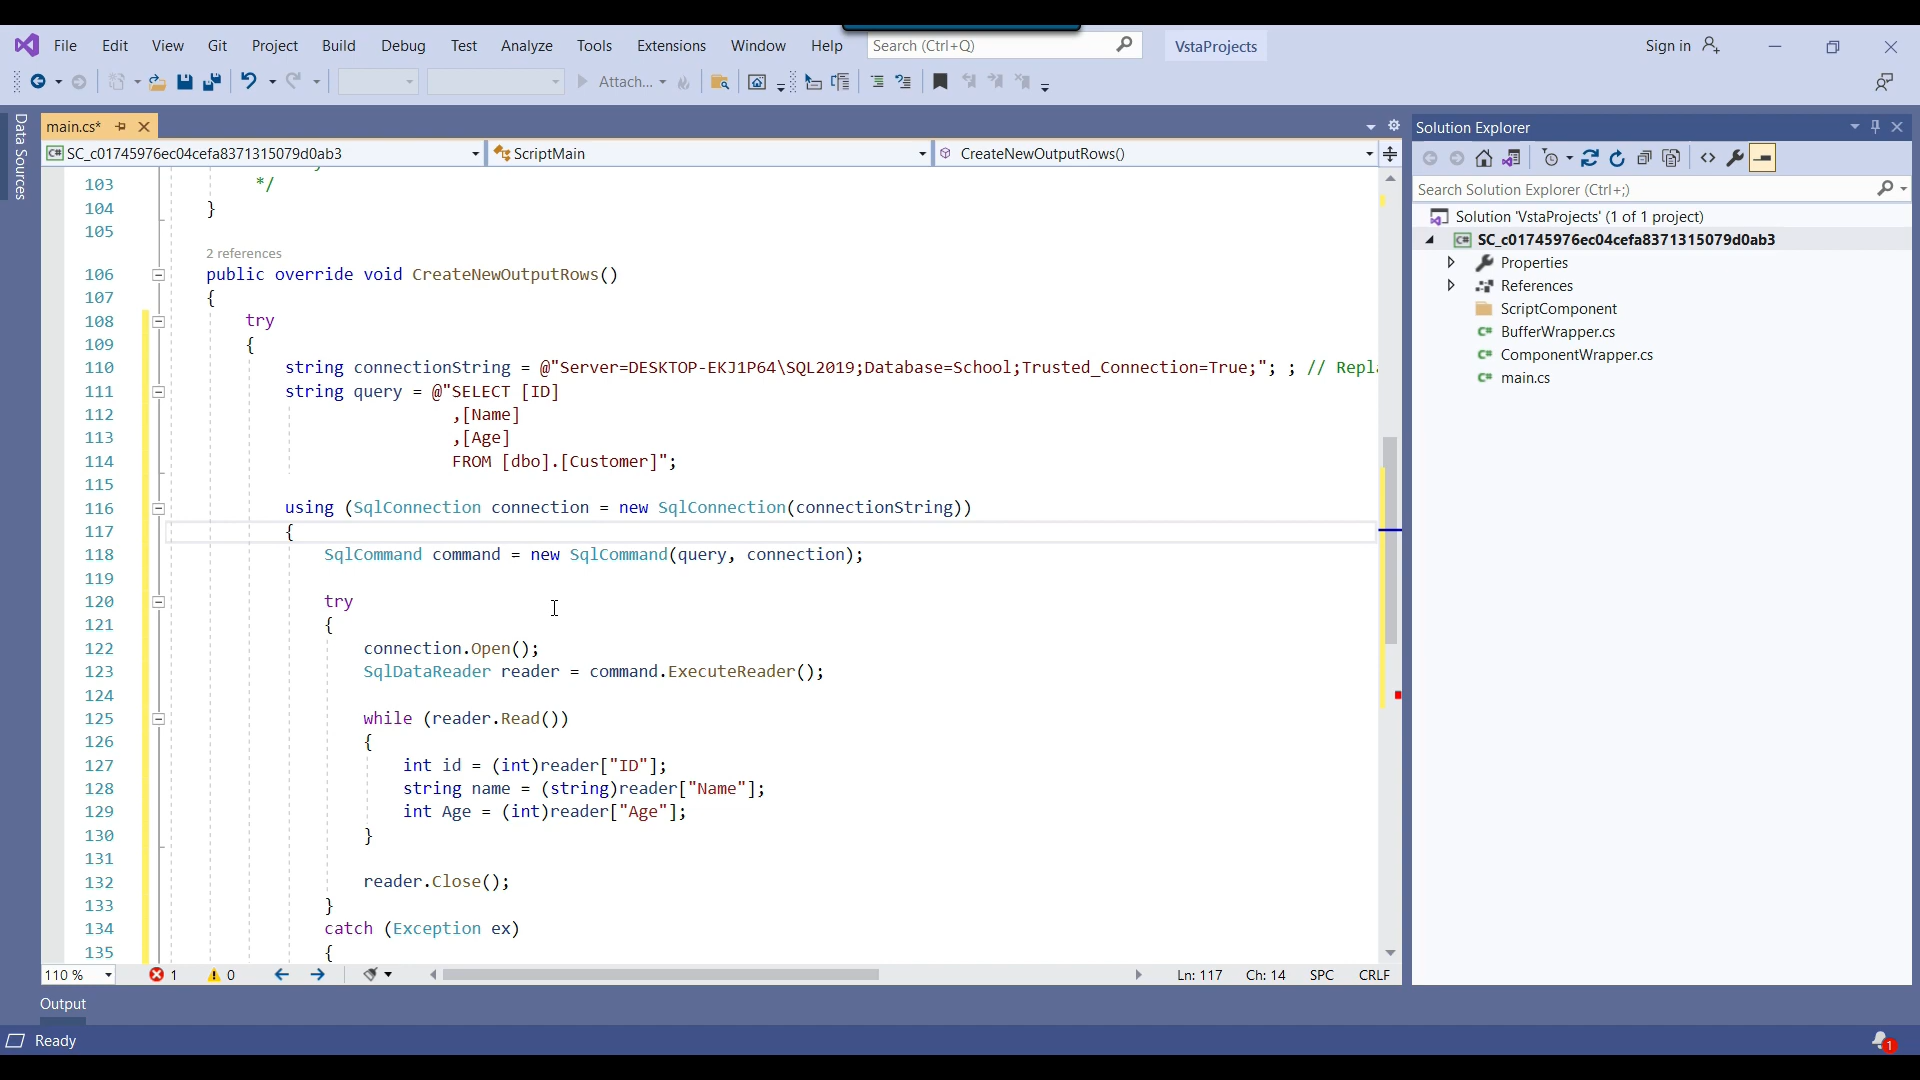 File Edit View Git Project Build Debug Test Analyze Tools Extensions Window Help Search (Ctrl+Q) VstaProjects Sign in
Attach...
Data Sources
main.cs*
SC_c01745976ec04cefa8371315079d0ab3 ScriptMain CreateNewOutputRows()
103 */
104 }
105
2 references
106 public override void CreateNewOutputRows()
107 {
108 try
109 {
110 string connectionString = @"Server=DESKTOP-EKJ1P64\SQL2019;Database=School;Trusted_Connection=True;"; ; // Repl
111 string query = @"SELECT [ID]
112 ,[Name]
113 ,[Age]
114 FROM [dbo].[Customer]";
115
116 using (SqlConnection connection = new SqlConnection(connectionString))
117 {
118 SqlCommand command = new SqlCommand(query, connection);
119
120 try
121 {
122 connection.Open();
123 SqlDataReader reader = command.ExecuteReader();
124
125 while (reader.Read())
126 {
127 int id = (int)reader["ID"];
128 string name = (string)reader["Name"];
129 int Age = (int)reader["Age"];
130 }
131
132 reader.Close();
133 }
134 catch (Exception ex)
135 {
110 % 1 0 Ln: 117 Ch: 14 SPC CRLF
Solution Explorer
Search Solution Explorer (Ctrl+;)
Solution 'VstaProjects' (1 of 1 project)
C# SC_c01745976ec04cefa8371315079d0ab3
Properties
References
ScriptComponent
C# BufferWrapper.cs
C# ComponentWrapper.cs
C# main.cs
Output
Ready
1